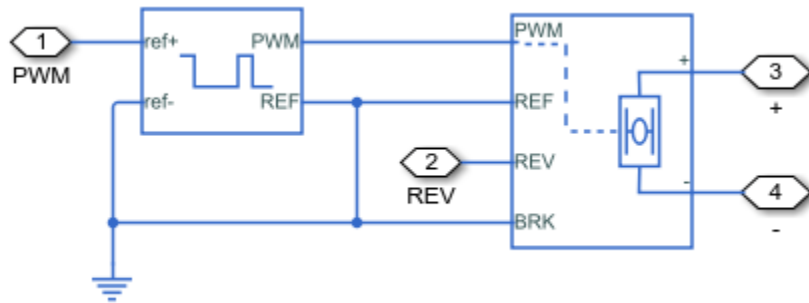 1
PWM
ref+
ref-
PWM
REF
2
REV
PWM
REF
REV
BRK
+
-
3
+
4
-